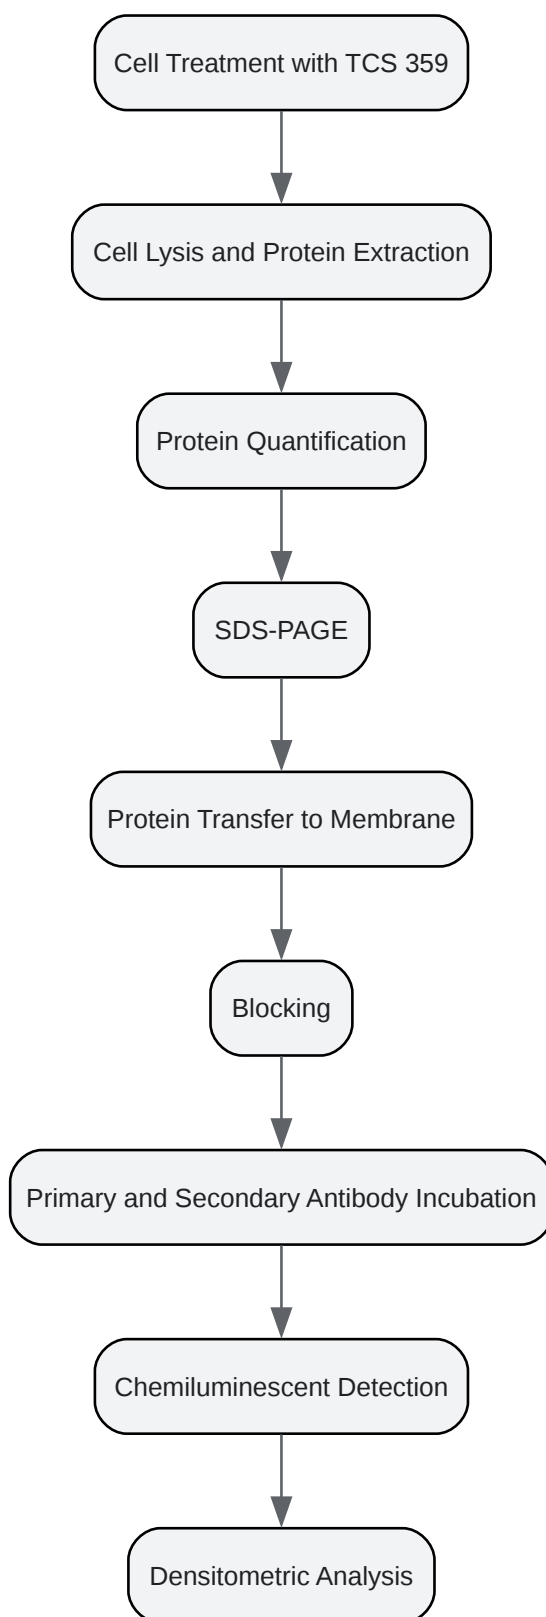 Cell Treatment with TCS 359
Cell Lysis and Protein Extraction
Protein Quantification
SDS-PAGE
Protein Transfer to Membrane
Blocking
Primary and Secondary Antibody Incubation
Chemiluminescent Detection
Densitometric Analysis